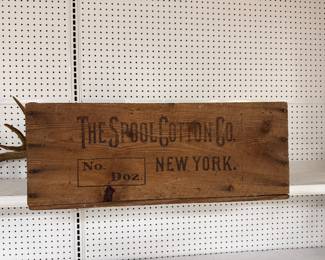 THE SPOOL COTTON CO.
No.
Doz.
NEW YORK.